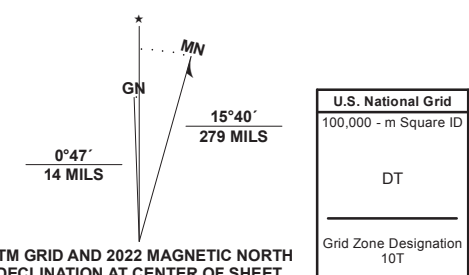 ★
MN
GN
15°40´
279 MILS
0°47´
14 MILS
TM GRID AND 2022 MAGNETIC NORTH
DECLINATION AT CENTER OF SHEET
U.S. National Grid
100,000 - m Square ID
DT
Grid Zone Designation
10T